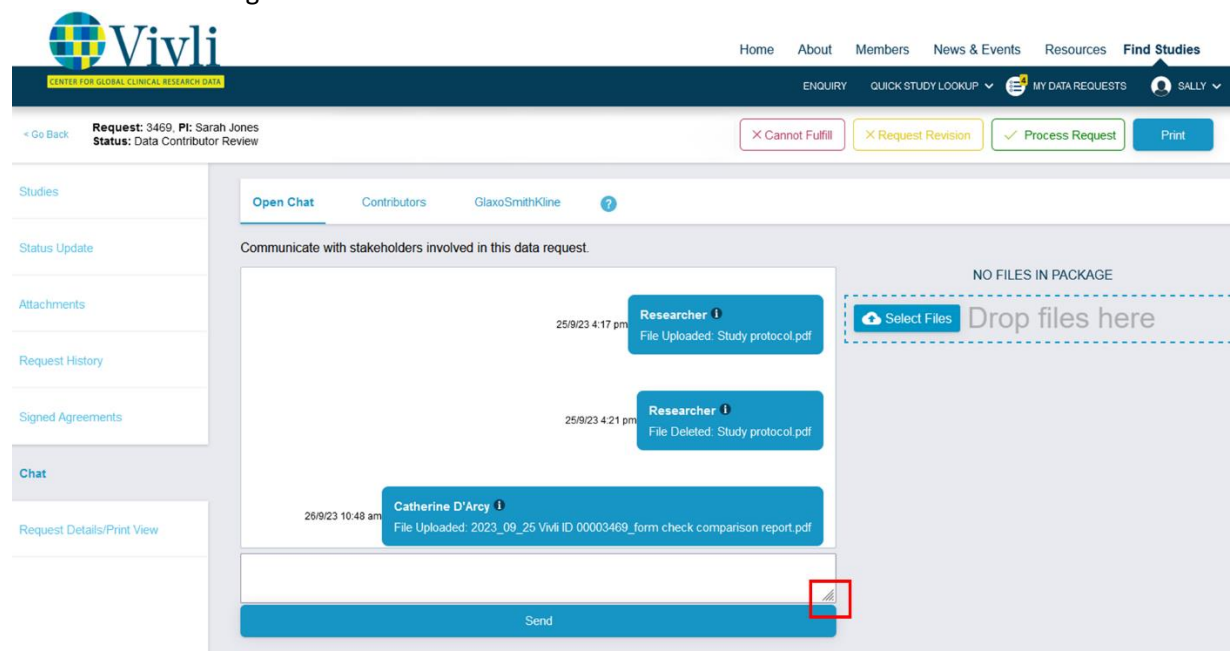 Vivli
CENTER FOR GLOBAL CLINICAL RESEARCH DATA
Home About Members News & Events Resources Find Studies
ENQUIRY QUICK STUDY LOOKUP 4 MY DATA REQUESTS SALLY
< Go Back
Request: 3469, PI: Sarah Jones
Status: Data Contributor Review
× Cannot Fulfill × Request Revision ✓ Process Request Print
Studies
Status Update
Attachments
Request History
Signed Agreements
Chat
Request Details/Print View
Open Chat Contributors GlaxoSmithKline ?
Communicate with stakeholders involved in this data request.
25/9/23 4:17 pm
Researcher
File Uploaded: Study protocol.pdf
25/9/23 4:21 pm
Researcher
File Deleted: Study protocol.pdf
26/9/23 10:48 am
Catherine D'Arcy
File Uploaded: 2023_09_25 Vivli ID 00003469_form check comparison report.pdf
Send
NO FILES IN PACKAGE
Select Files Drop files here